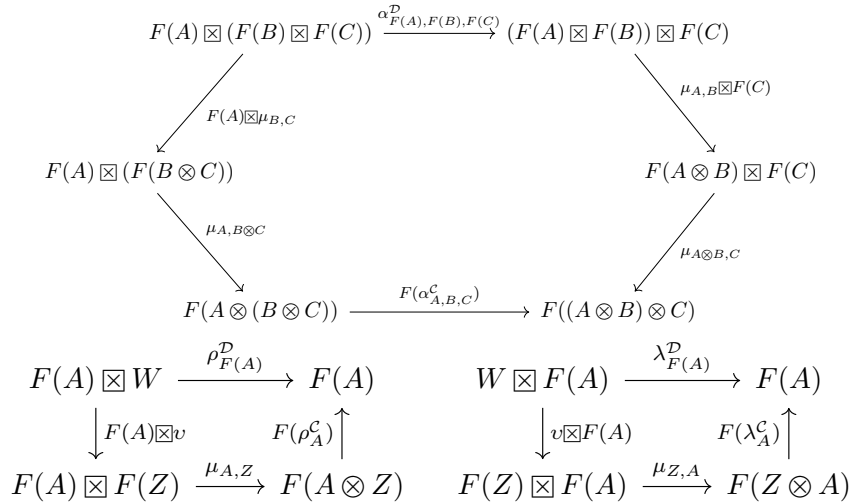 F(A) ⊠ (F(B) ⊠ F(C)) α^𝒟_{F(A),F(B),F(C)} (F(A) ⊠ F(B)) ⊠ F(C)
F(A)⊠μ_{B,C} μ_{A,B}⊠F(C)
F(A) ⊠ (F(B ⊗ C)) F(A ⊗ B) ⊠ F(C)
μ_{A,B⊗C} μ_{A⊗B,C}
F(A ⊗ (B ⊗ C)) F(α^𝒞_{A,B,C}) F((A ⊗ B) ⊗ C)
F(A) ⊠ W ρ^𝒟_{F(A)} F(A) W ⊠ F(A) λ^𝒟_{F(A)} F(A)
F(A)⊠υ F(ρ^𝒞_A) υ⊠F(A) F(λ^𝒞_A)
F(A) ⊠ F(Z) μ_{A,Z} F(A ⊗ Z) F(Z) ⊠ F(A) μ_{Z,A} F(Z ⊗ A)